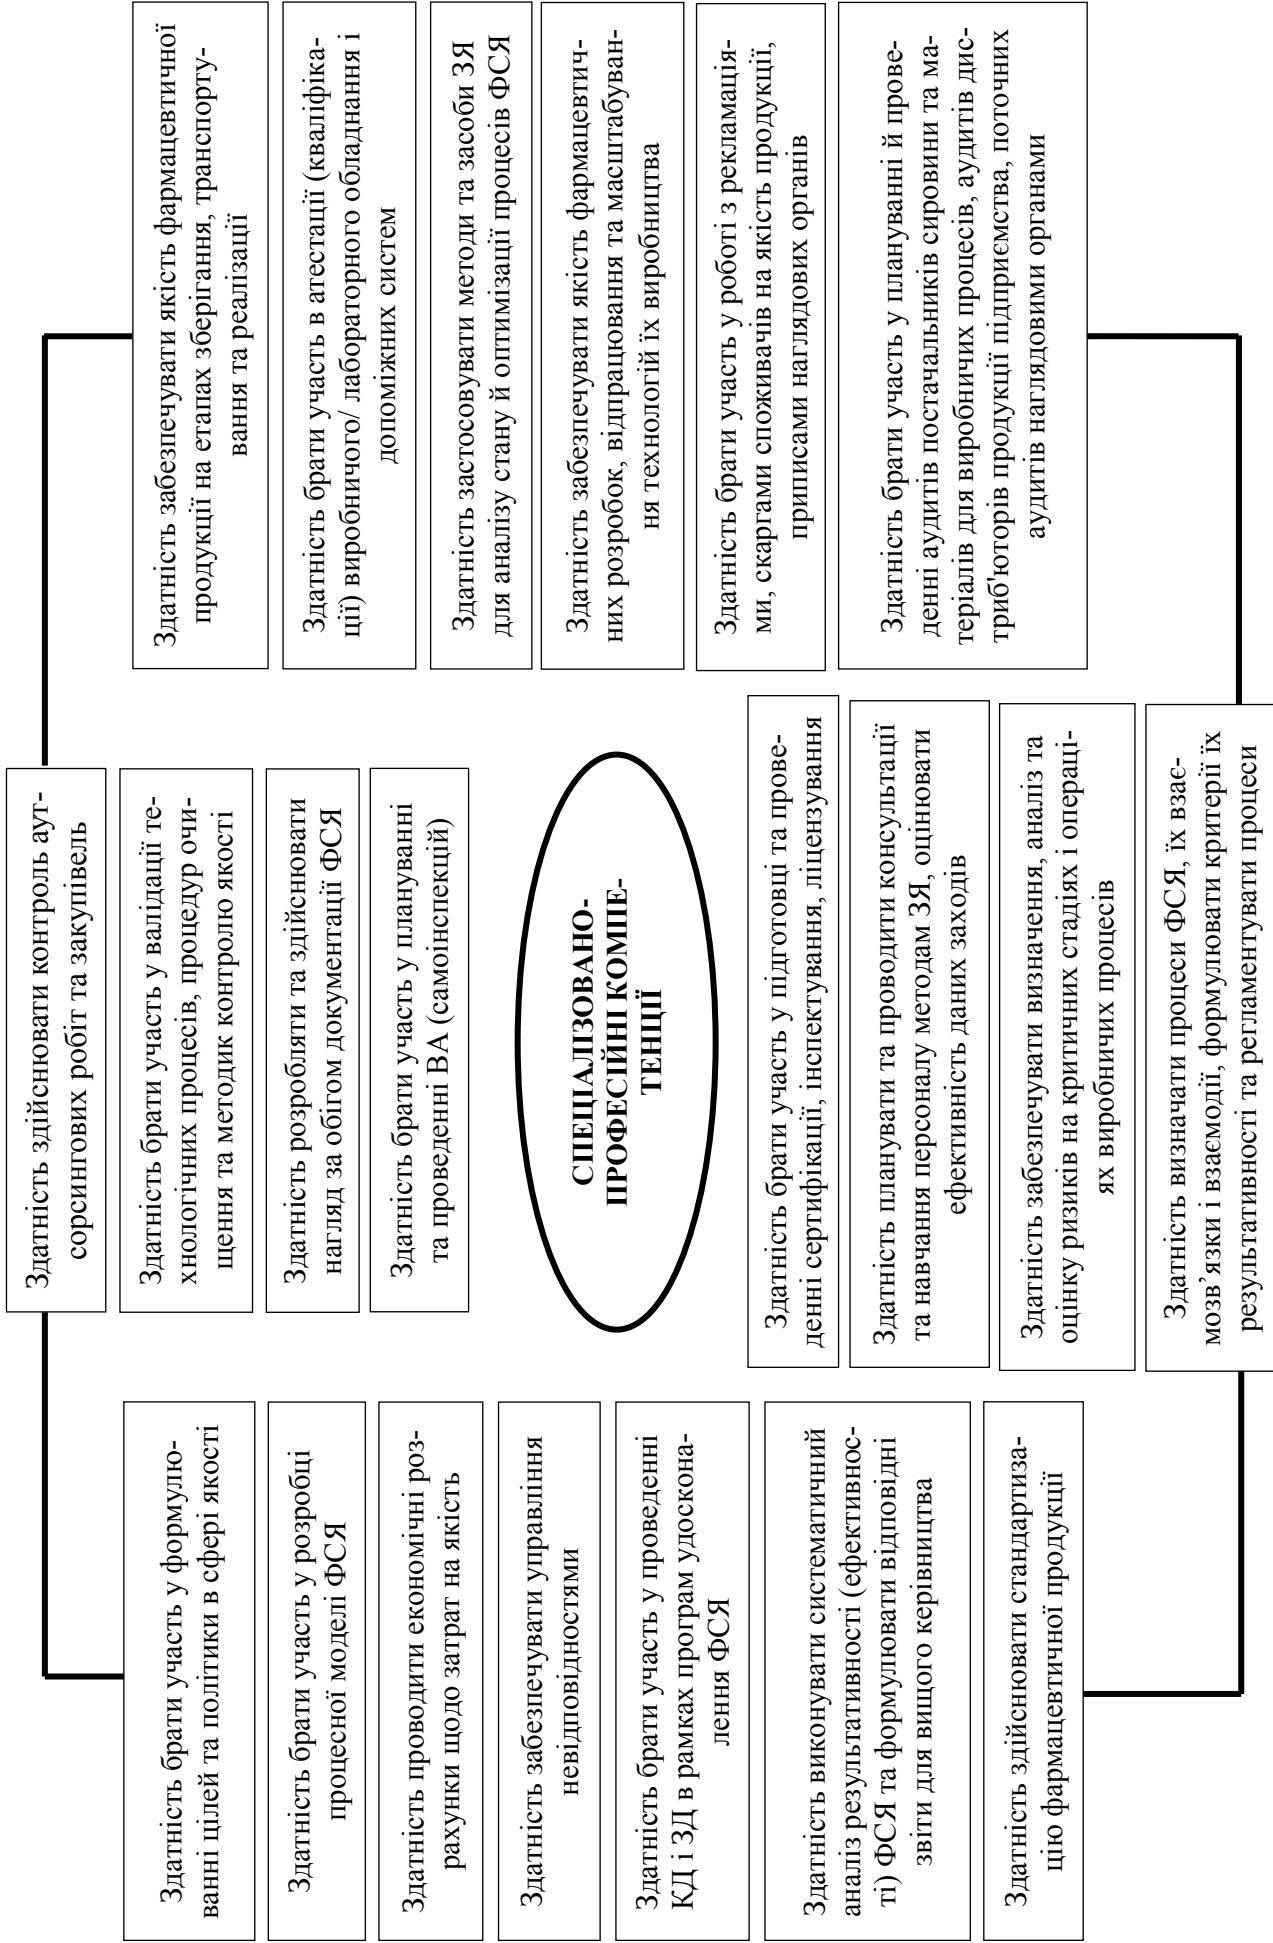 Здатність здійснювати контроль аут-
сорсингових робіт та закупівель
Здатність брати участь у валідації те-
хнологічних процесів, процедур очи-
щення та методик контролю якості
Здатність розробляти та здійснювати
нагляд за обігом документації ФСЯ
Здатність брати участь у плануванні
та проведенні ВА (самоінспекцій)
Здатність брати участь у формулю-
ванні цілей та політики в сфері якості
Здатність брати участь у розробці
процесної моделі ФСЯ
Здатність проводити економічні роз-
рахунки щодо затрат на якість
Здатність забезпечувати управління
невідповідностями
Здатність брати участь у проведенні
КД і ЗД в рамках програм удоскона-
лення ФСЯ
Здатність виконувати систематичний
аналіз результативності (ефективнос-
ті) ФСЯ та формулювати відповідні
звіти для вищого керівництва
Здатність здійснювати стандартиза-
цію фармацевтичної продукції
СПЕЦІАЛІЗОВАНО-
ПРОФЕСІЙНІ КОМПЕ-
ТЕНЦІЇ
Здатність забезпечувати якість фармацевтичної
продукції на етапах зберігання, транспорту-
вання та реалізації
Здатність брати участь в атестації (кваліфіка-
ції) виробничого/ лабораторного обладнання і
допоміжних систем
Здатність застосовувати методи та засоби ЗЯ
для аналізу стану й оптимізації процесів ФСЯ
Здатність забезпечувати якість фармацевтич-
них розробок, відпрацювання та масштабуван-
ня технологій їх виробництва
Здатність брати участь у роботі з рекламація-
ми, скаргами споживачів на якість продукції,
приписами наглядових органів
Здатність брати участь у плануванні й прове-
денні аудитів постачальників сировини та ма-
теріалів для виробничих процесів, аудитів дис-
триб'юторів продукції підприємства, поточних
аудитів наглядовими органами
Здатність брати участь у підготовці та прове-
денні сертифікації, інспектування, ліцензування
Здатність планувати та проводити консультації
та навчання персоналу методам ЗЯ, оцінювати
ефективність даних заходів
Здатність забезпечувати визначення, аналіз та
оцінку ризиків на критичних стадіях і операці-
ях виробничих процесів
Здатність визначати процеси ФСЯ, їх взає-
мозв’язки і взаємодії, формулювати критерії їх
результативності та регламентувати процеси